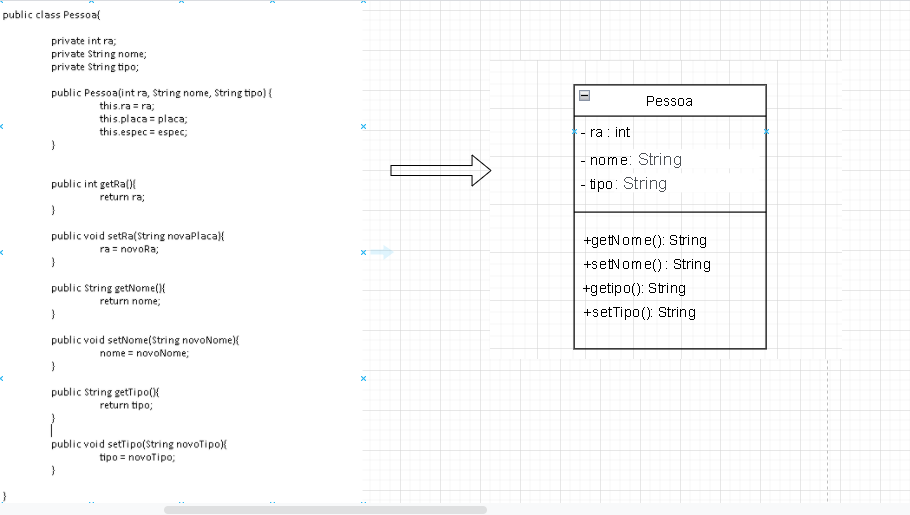 public class Pessoa{
private int ra;
private String nome;
private String tipo;
public Pessoa(int ra, String nome, String tipo) {
this.ra = ra;
this.placa = placa;
this.espec = espec;
}
public int getRa(){
return ra;
}
public void setRa(String novaPlaca){
ra = novoRa;
}
public String getNome(){
return nome;
}
public void setNome(String novoNome){
nome = novoNome;
}
public String getTipo(){
return tipo;
}
public void setTipo(String novoTipo){
tipo = novoTipo;
}
}
Pessoa
- ra : int
- nome: String
- tipo: String
+getNome(): String
+setNome() : String
+getipo(): String
+setTipo(): String